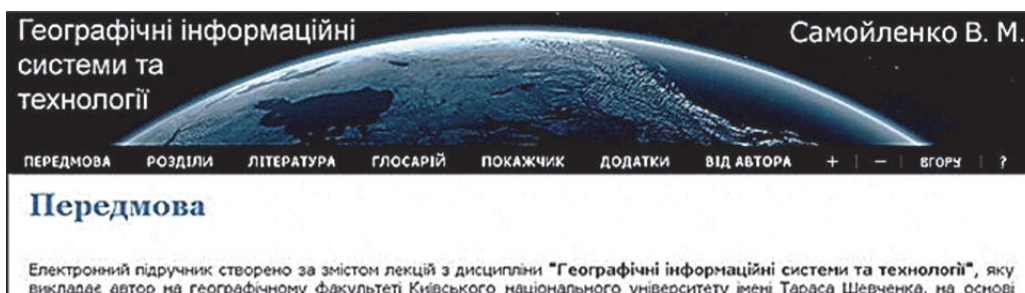 Географічні інформаційні
системи та
технології
Самойленко В. М.
ПЕРЕДМОВА РОЗДІЛИ ЛІТЕРАТУРА ГЛОСАРІЙ ПОКАЖЧИК ДОДАТКИ ВІД АВТОРА + | − | ВГОРУ | ?
Передмова
Електронний підручник створено за змістом лекцій з дисципліни "Географічні інформаційні системи та технології", яку
викладає автор на географічному факультеті Київського національного університету імені Тараса Шевченка, на основі